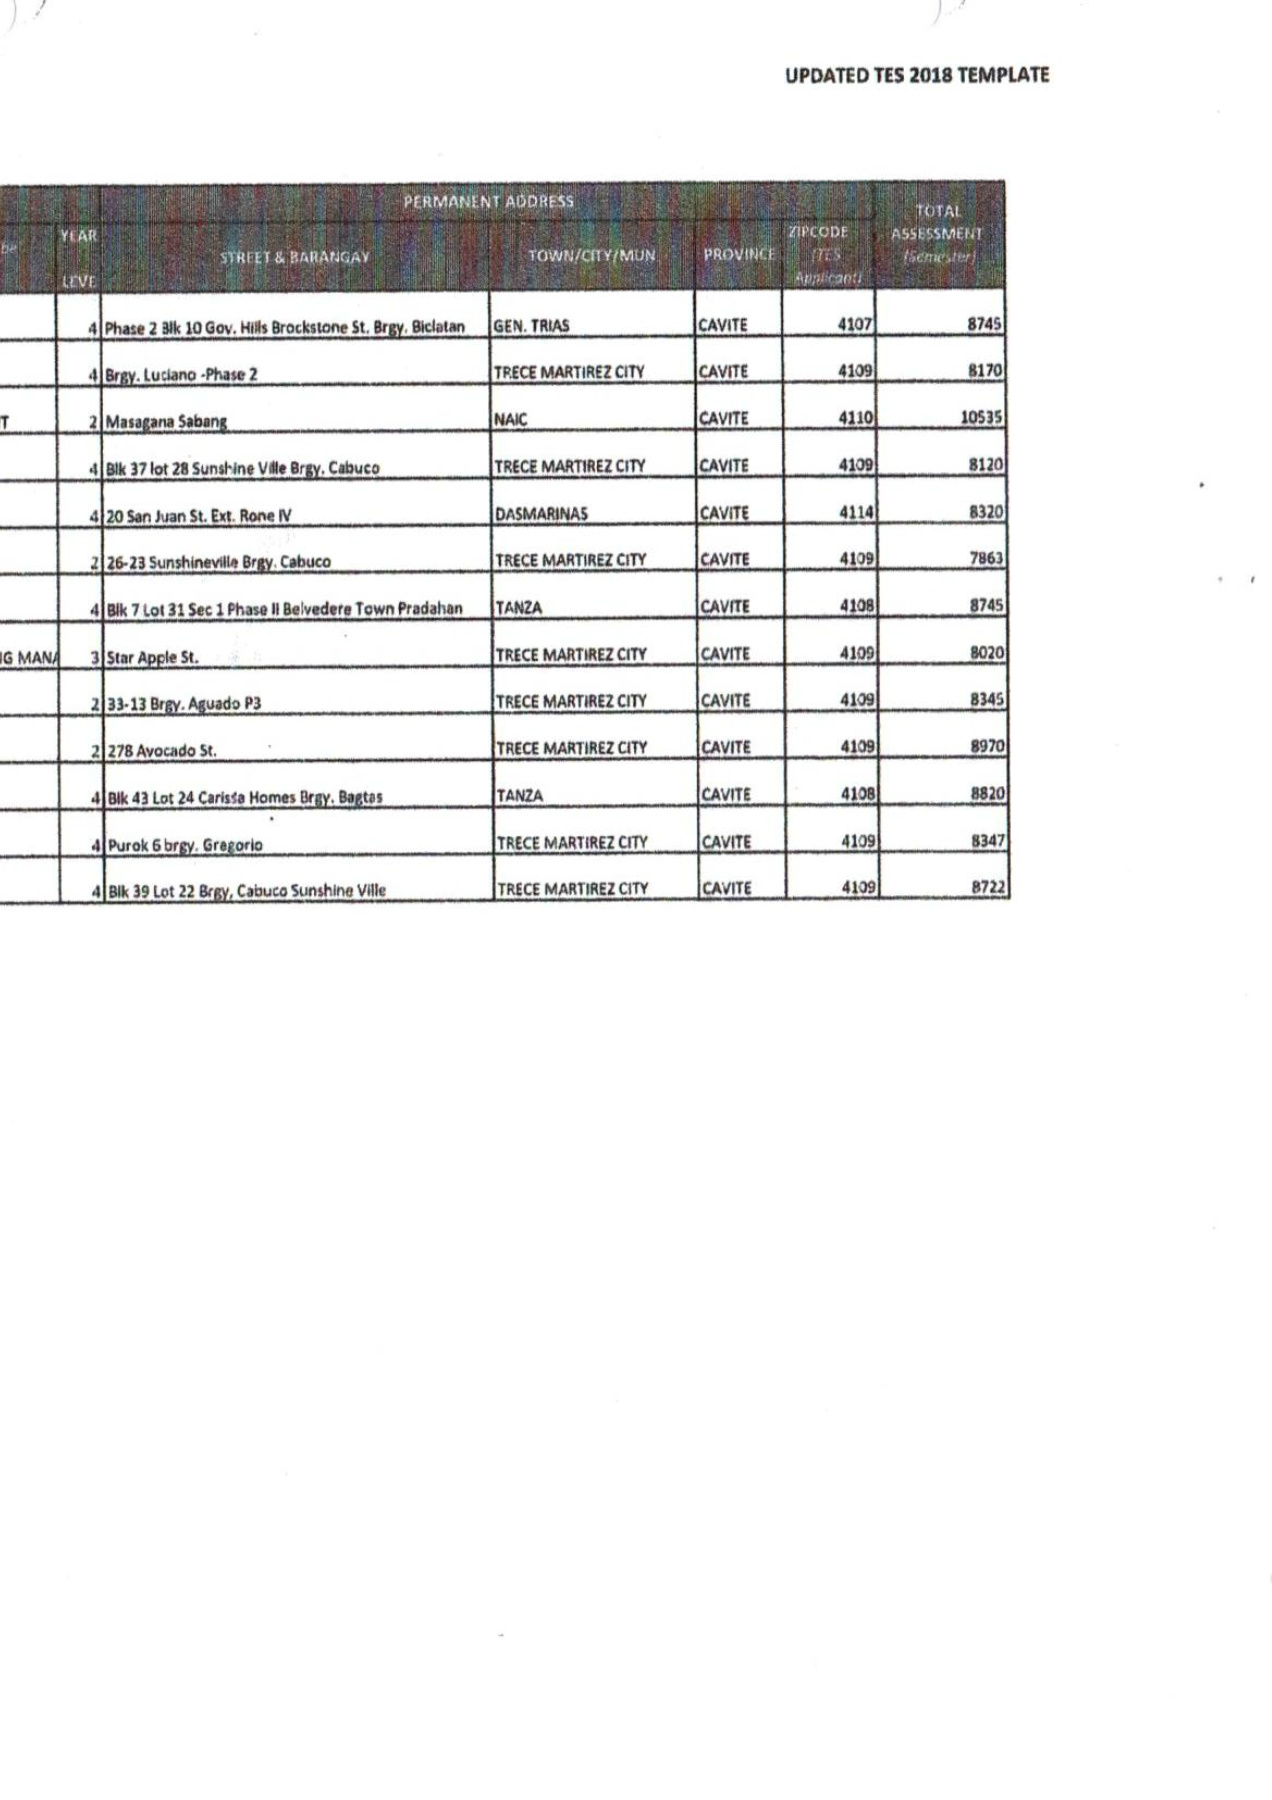 UPDATED TES 2018 TEMPLATE
PERMANENT ADDRESS
be YEAR LEVE STREET & BARANGAY TOWN/CITY/MUN PROVINCE ZIPCODE (TES Applicant) TOTAL ASSESSMENT (Semester)
4 Phase 2 Blk 10 Gov. Hills Brockstone St. Brgy. Biclatan GEN. TRIAS CAVITE 4107 8745
4 Brgy. Luciano -Phase 2 TRECE MARTIREZ CITY CAVITE 4109 8170
T 2 Masagana Sabang NAIC CAVITE 4110 10535
4 Blk 37 lot 28 Sunshine Ville Brgy. Cabuco TRECE MARTIREZ CITY CAVITE 4109 8120
4 20 San Juan St. Ext. Rone IV DASMARINAS CAVITE 4114 8320
2 26-23 Sunshineville Brgy. Cabuco TRECE MARTIREZ CITY CAVITE 4109 7863
4 Blk 7 Lot 31 Sec 1 Phase II Belvedere Town Pradahan TANZA CAVITE 4108 8745
IG MANA 3 Star Apple St. TRECE MARTIREZ CITY CAVITE 4109 8020
2 33-13 Brgy. Aguado P3 TRECE MARTIREZ CITY CAVITE 4109 8345
2 278 Avocado St. TRECE MARTIREZ CITY CAVITE 4109 8970
4 Blk 43 Lot 24 Carissa Homes Brgy. Bagtas TANZA CAVITE 4108 8820
4 Purok 6 brgy. Gregorio TRECE MARTIREZ CITY CAVITE 4109 8347
4 Blk 39 Lot 22 Brgy, Cabuco Sunshine Ville TRECE MARTIREZ CITY CAVITE 4109 8722